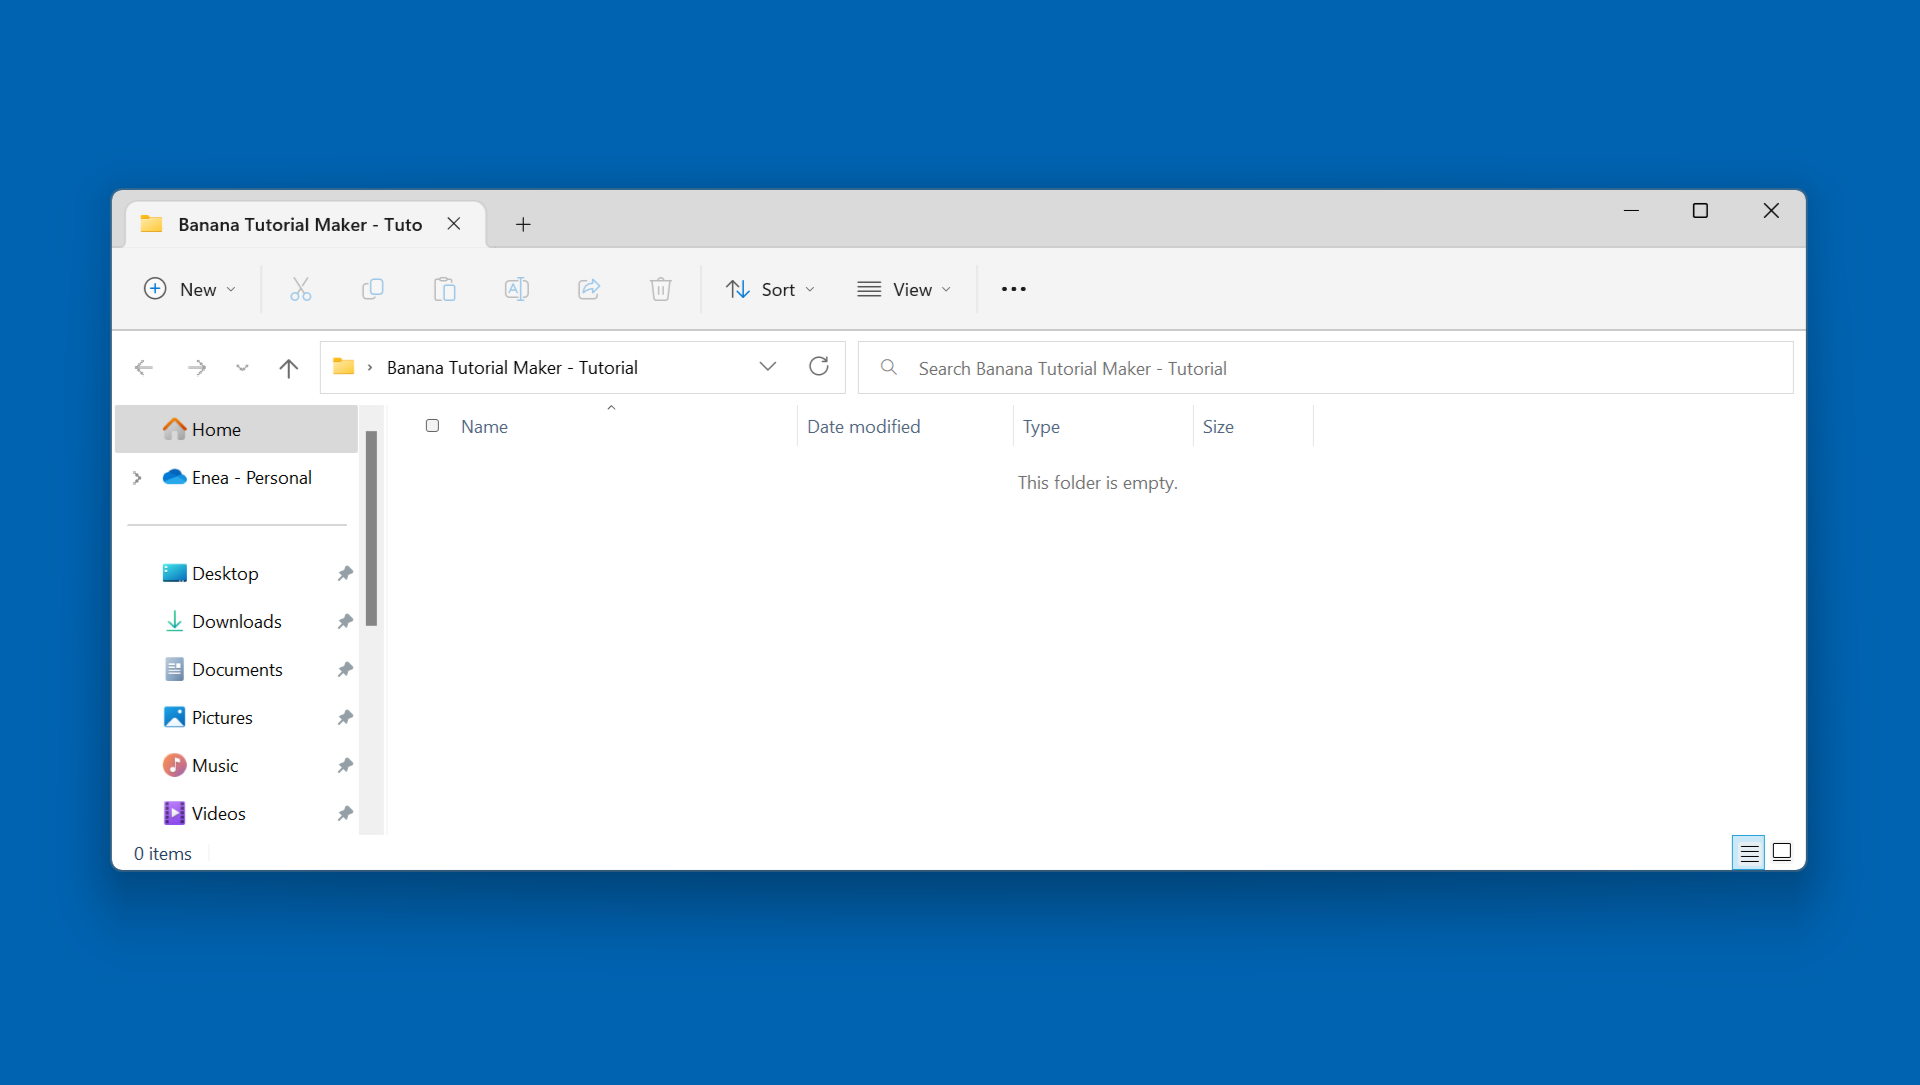 Banana Tutorial Maker - Tuto
New
Sort
View
Banana Tutorial Maker - Tutorial
Search Banana Tutorial Maker - Tutorial
Home
Enea - Personal
Desktop
Downloads
Documents
Pictures
Music
Videos
Name Date modified Type Size
This folder is empty.
0 items